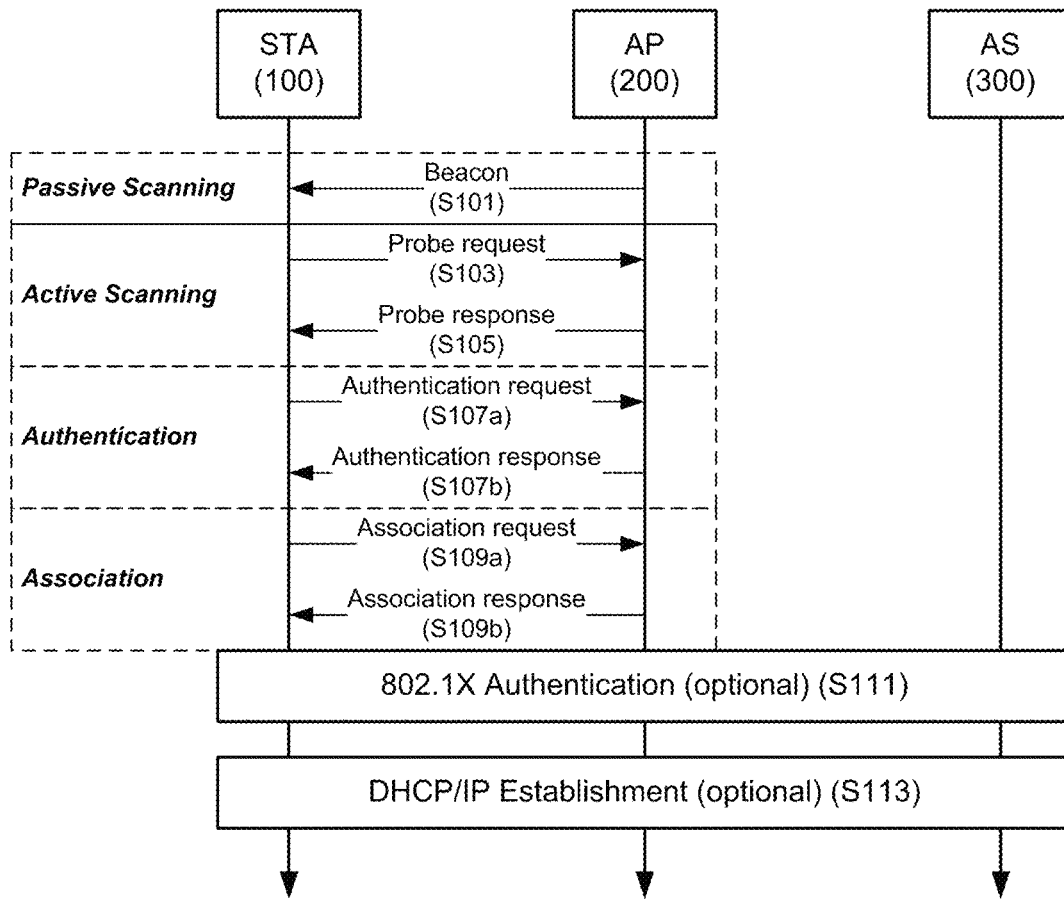 STA
(100)
AP
(200)
AS
(300)
Passive Scanning
Beacon
(S101)
Active Scanning
Probe request
(S103)
Probe response
(S105)
Authentication
Authentication request
(S107a)
Authentication response
(S107b)
Association
Association request
(S109a)
Association response
(S109b)
802.1X Authentication (optional) (S111)
DHCP/IP Establishment (optional) (S113)